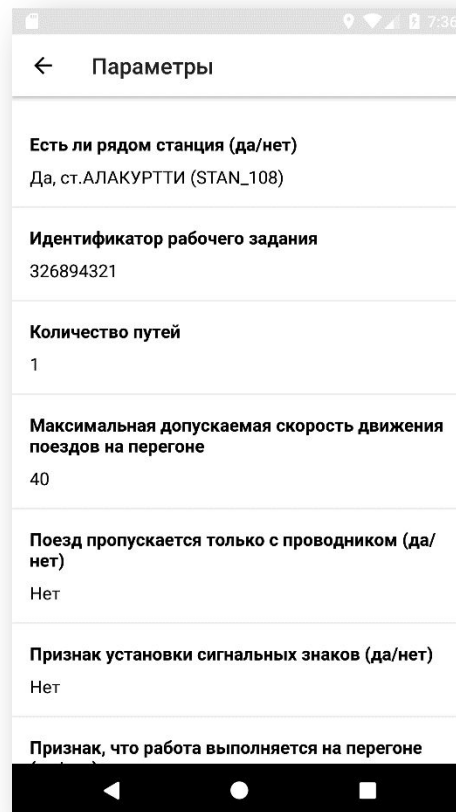 7:36
Параметры
Есть ли рядом станция (да/нет)
Да, ст.АЛАКУРТТИ (STAN_108)
Идентификатор рабочего задания
326894321
Количество путей
1
Максимальная допускаемая скорость движения
поездов на перегоне
40
Поезд пропускается только с проводником (да/
нет)
Нет
Признак установки сигнальных знаков (да/нет)
Нет
Признак, что работа выполняется на перегоне